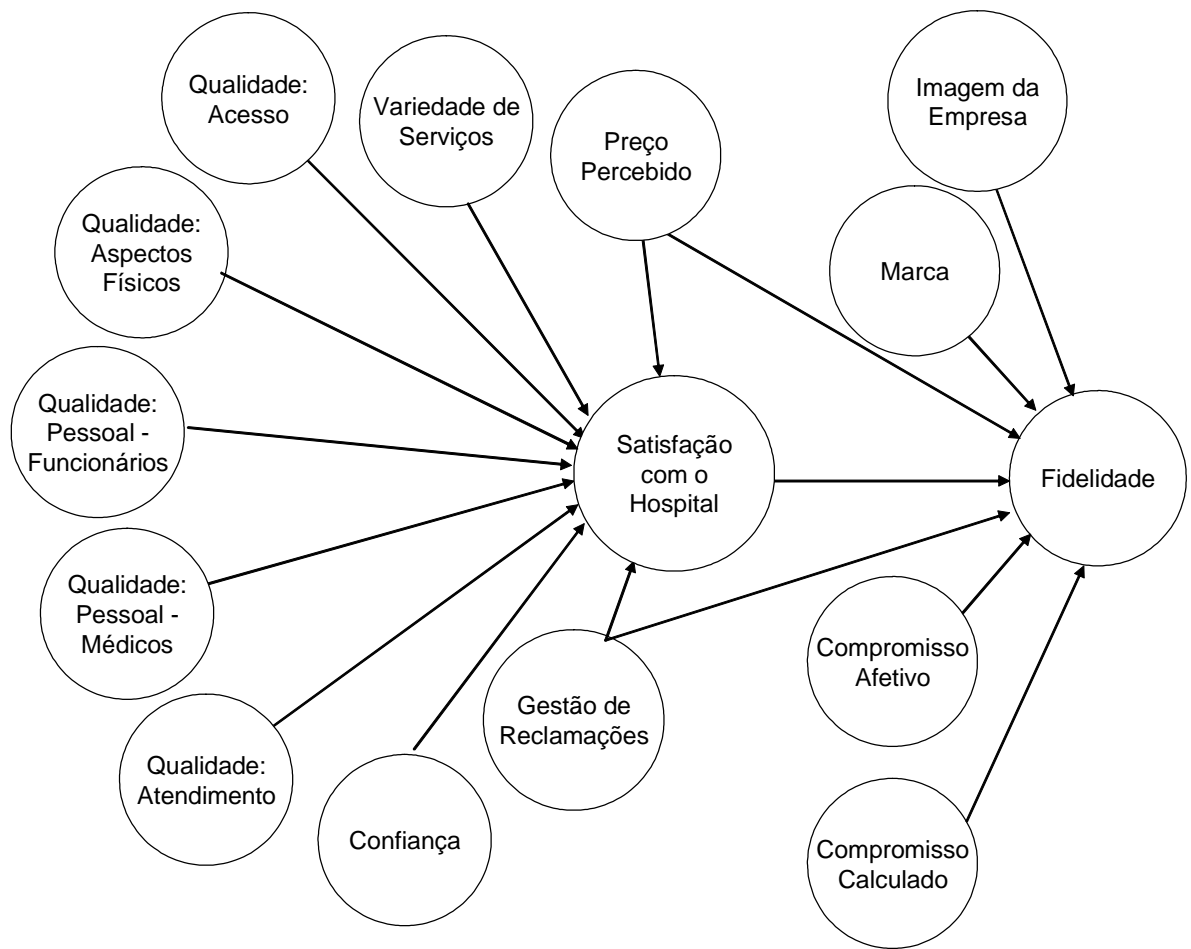 Qualidade:
Acesso
Variedade de
Serviços
Preço
Percebido
Imagem da
Empresa
Qualidade:
Aspectos
Físicos
Marca
Qualidade:
Pessoal -
Funcionários
Satisfação
com o
Hospital
Fidelidade
Qualidade:
Pessoal -
Médicos
Gestão de
Reclamações
Compromisso
Afetivo
Qualidade:
Atendimento
Confiança
Compromisso
Calculado